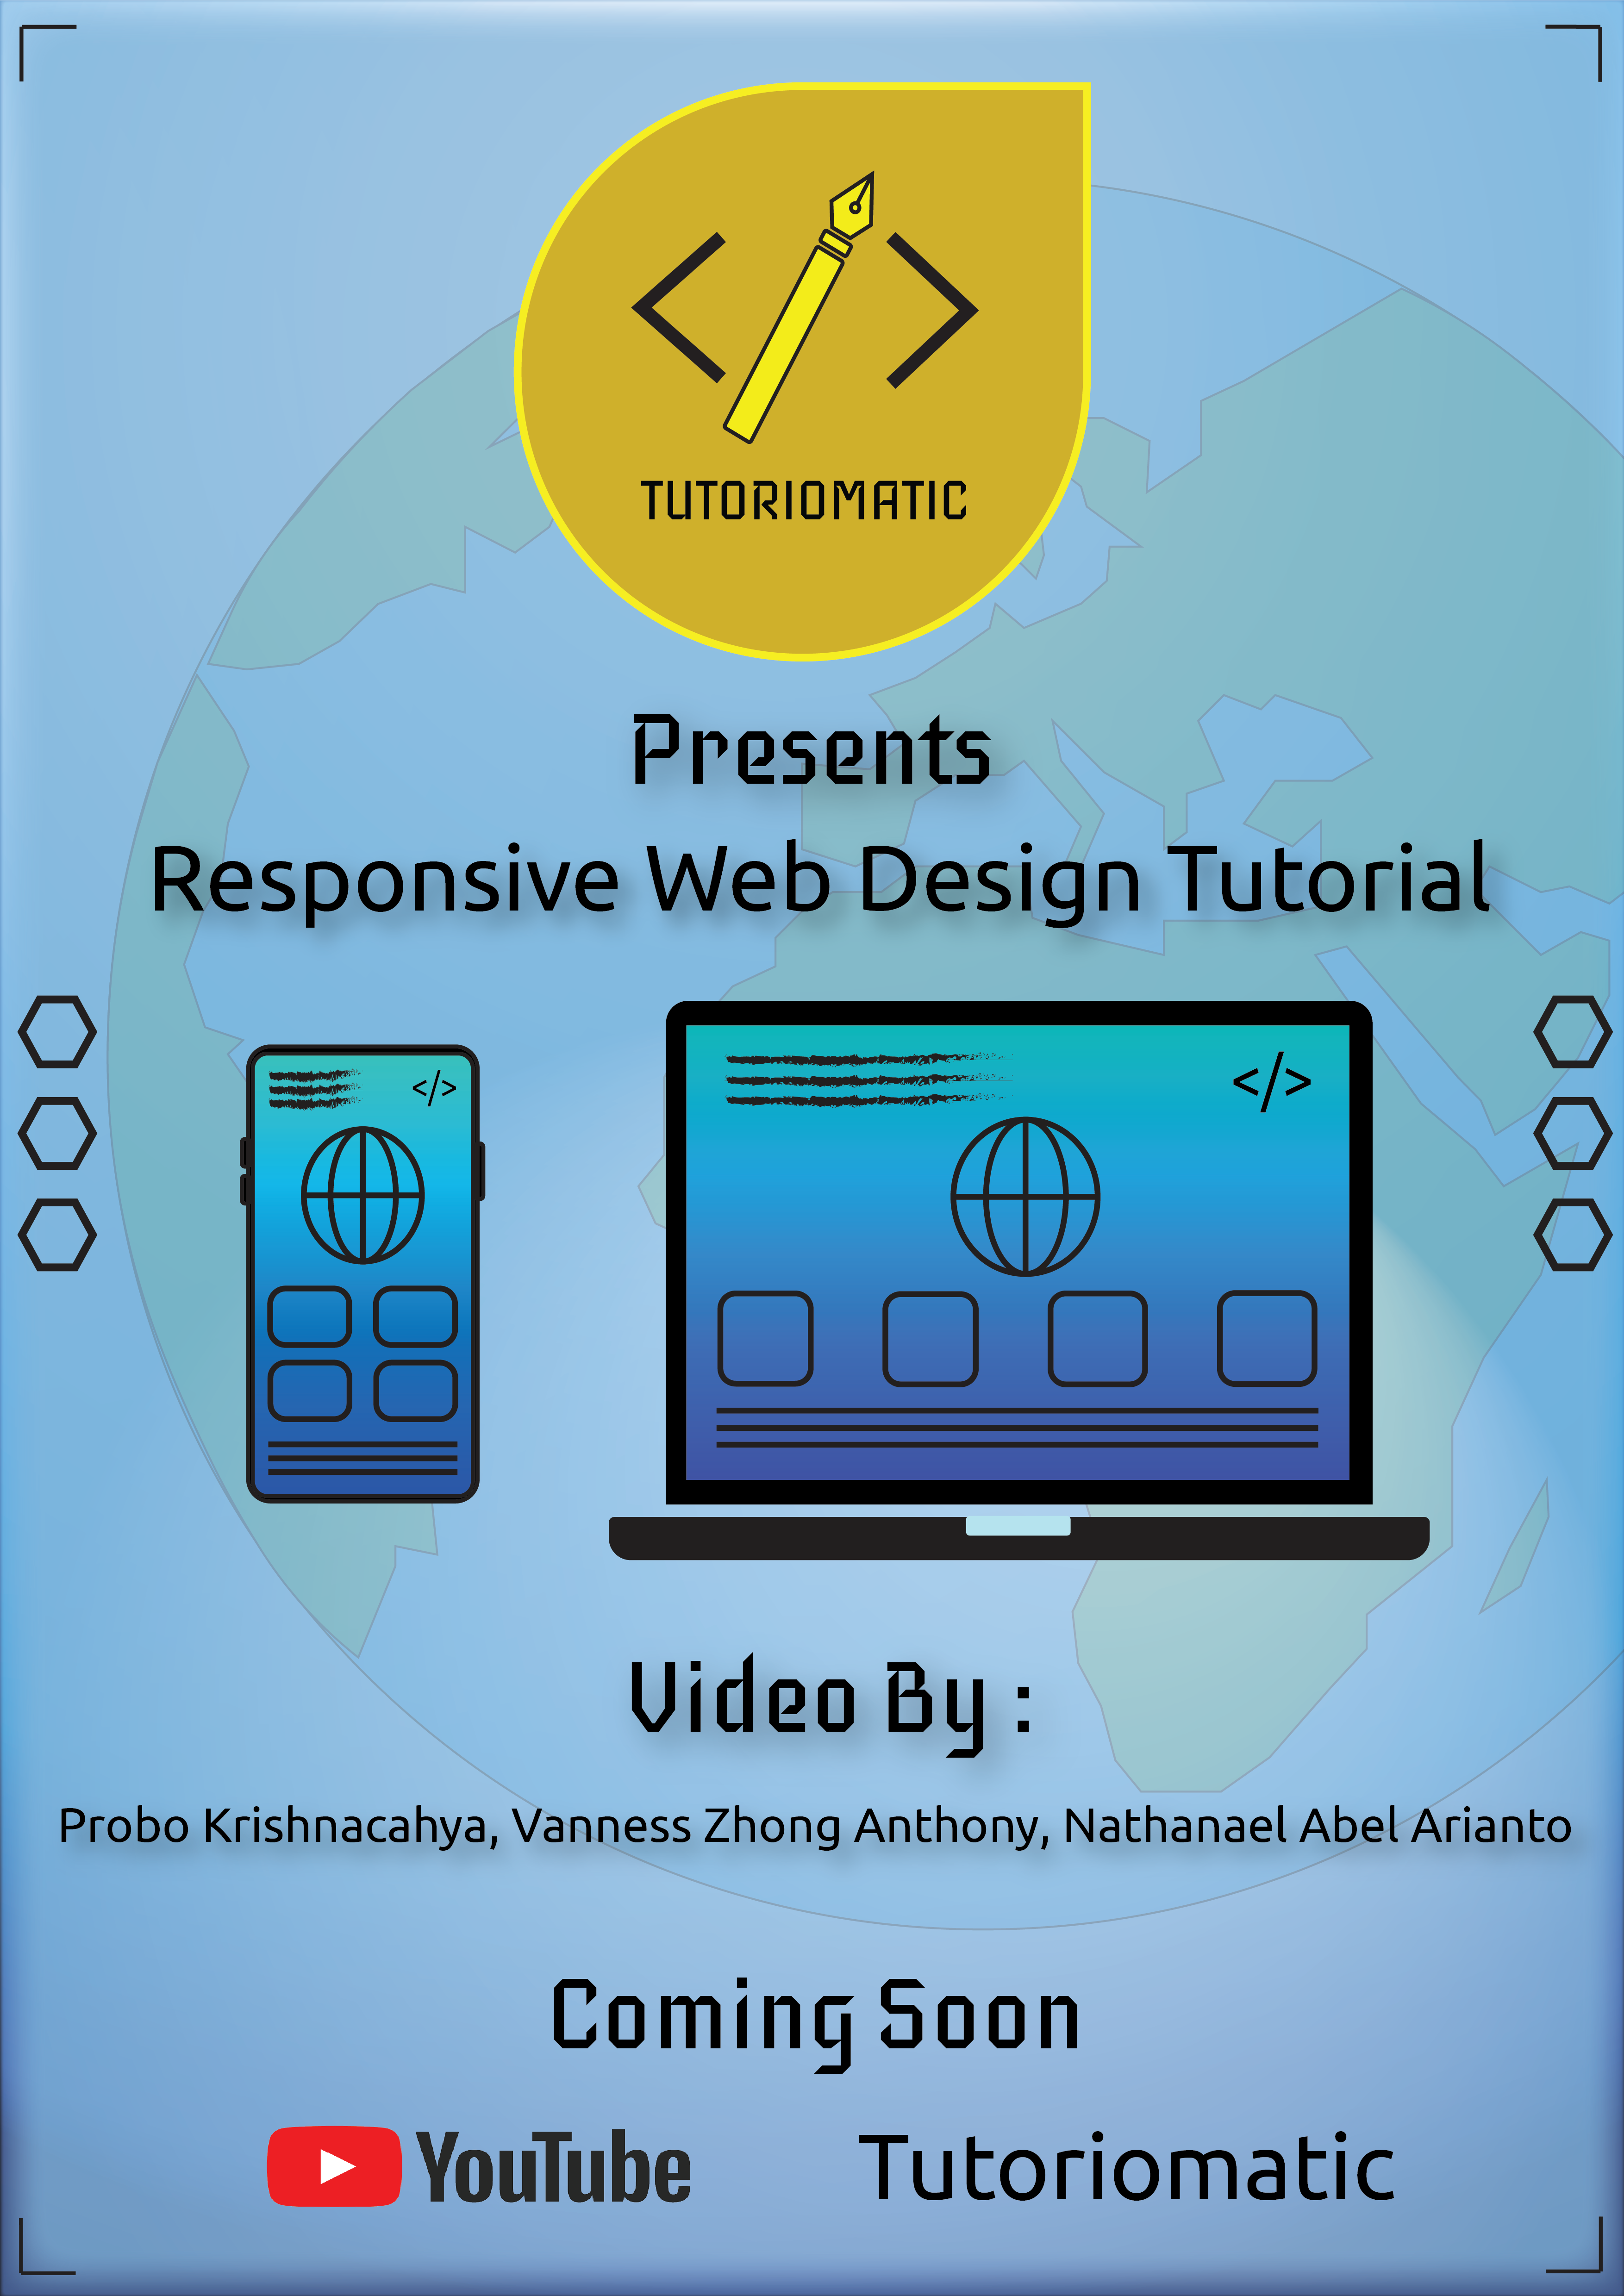 TUTORIOMATIC
Presents
Responsive Web Design Tutorial
</>
</>
Video By :
Probo Krishnacahya, Vanness Zhong Anthony, Nathanael Abel Arianto
Coming Soon
YouTube Tutoriomatic